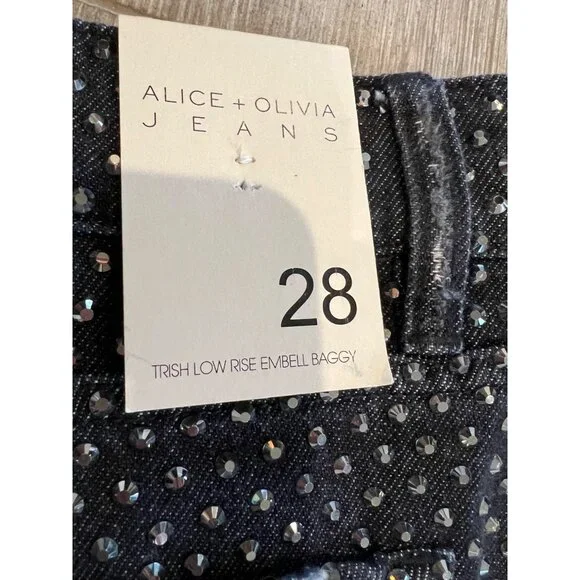 ALICE + OLIVIA
JEANS
28
TRISH LOW RISE EMBELL BAGGY